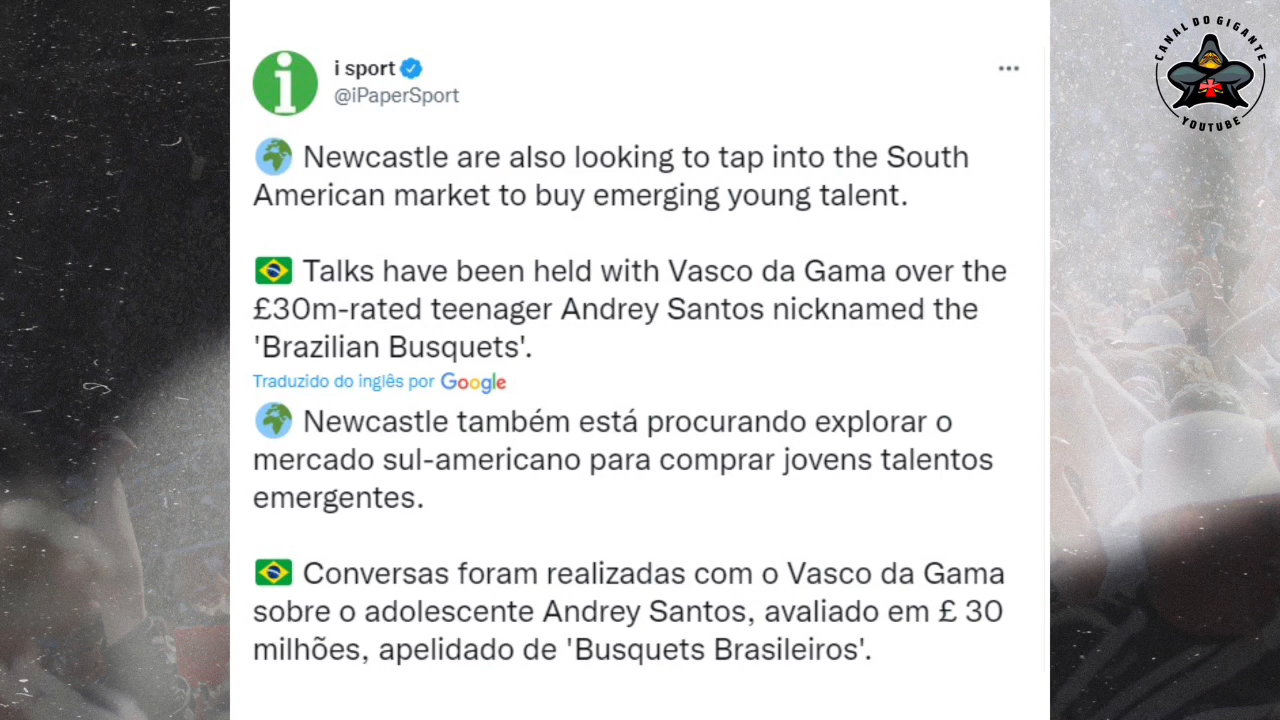 CANAL DO GIGANTE
YOUTUBE
i sport
@iPaperSport
Newcastle are also looking to tap into the South
American market to buy emerging young talent.
Talks have been held with Vasco da Gama over the
£30m-rated teenager Andrey Santos nicknamed the
'Brazilian Busquets'.
Traduzido do inglês por Google
Newcastle também está procurando explorar o
mercado sul-americano para comprar jovens talentos
emergentes.
Conversas foram realizadas com o Vasco da Gama
sobre o adolescente Andrey Santos, avaliado em £ 30
milhões, apelidado de 'Busquets Brasileiros'.